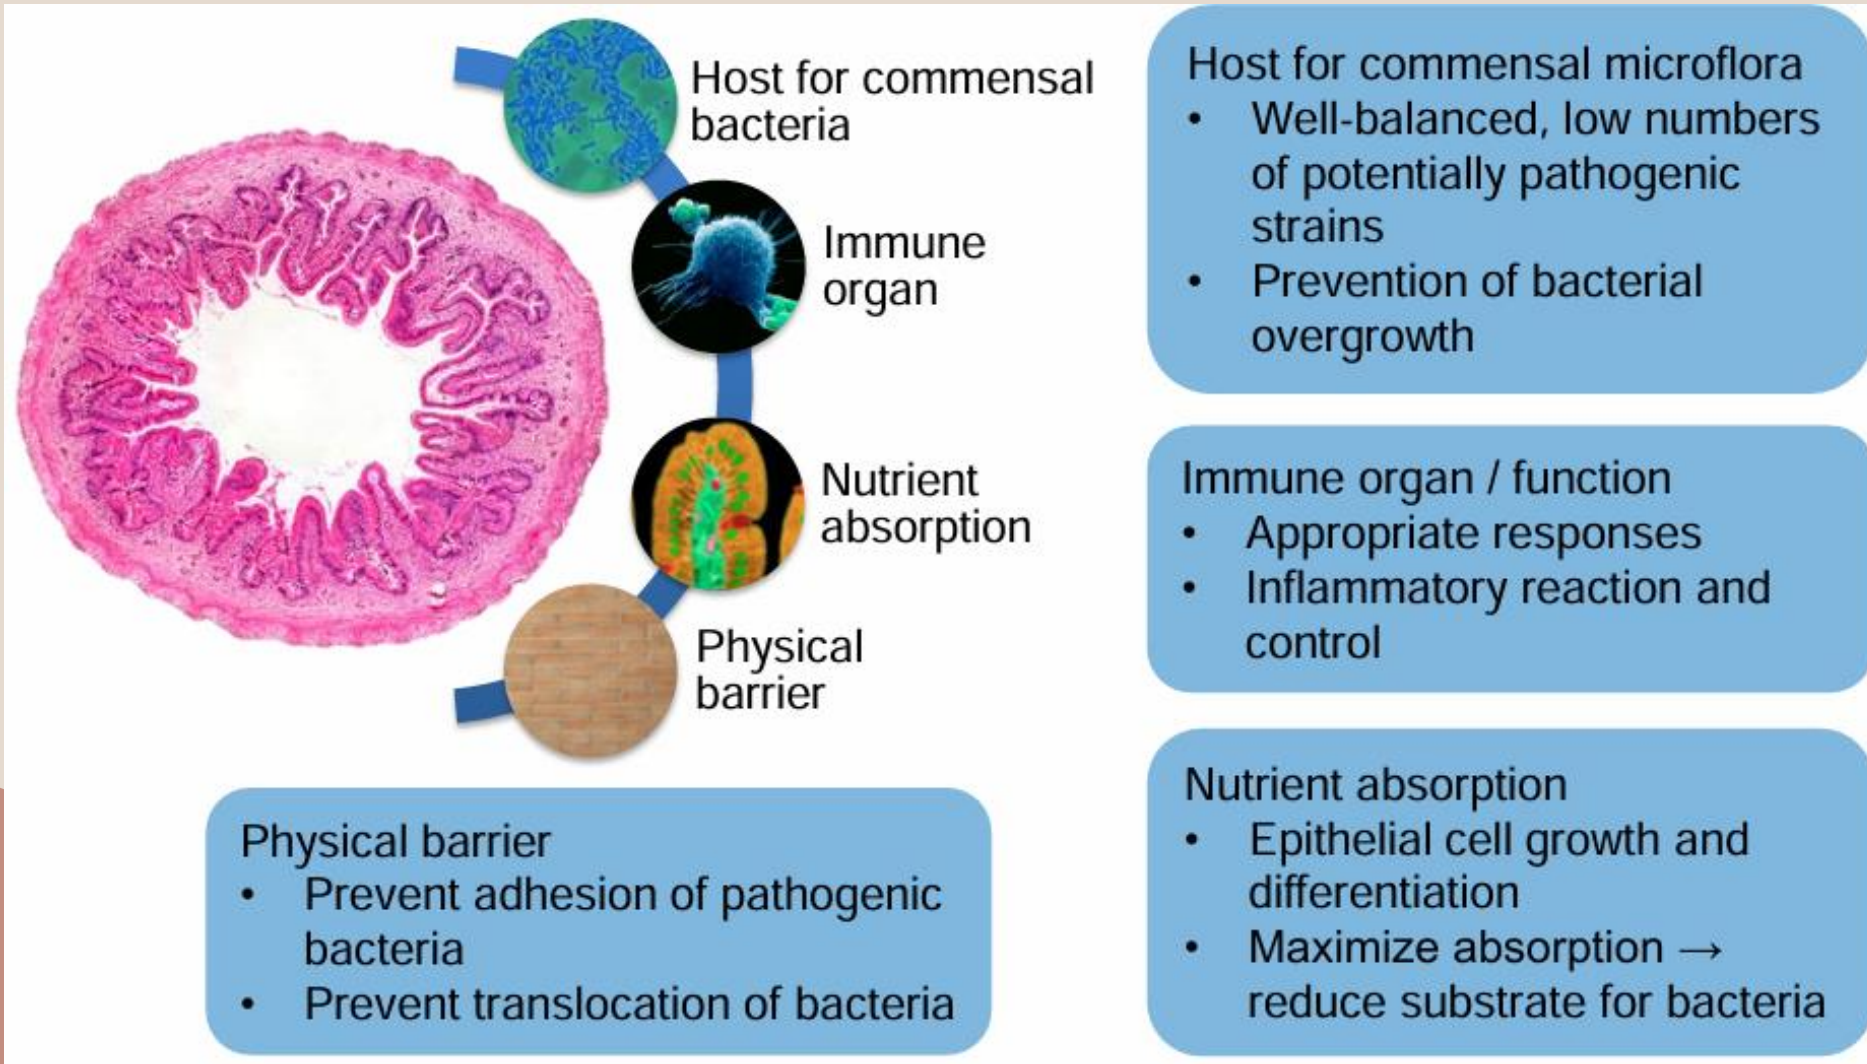 Host for commensal
bacteria
Immune
organ
Nutrient
absorption
Physical
barrier
Host for commensal microflora
• Well-balanced, low numbers
of potentially pathogenic
strains
• Prevention of bacterial
overgrowth
Immune organ / function
• Appropriate responses
• Inflammatory reaction and
control
Nutrient absorption
• Epithelial cell growth and
differentiation
• Maximize absorption →
reduce substrate for bacteria
Physical barrier
• Prevent adhesion of pathogenic
bacteria
• Prevent translocation of bacteria